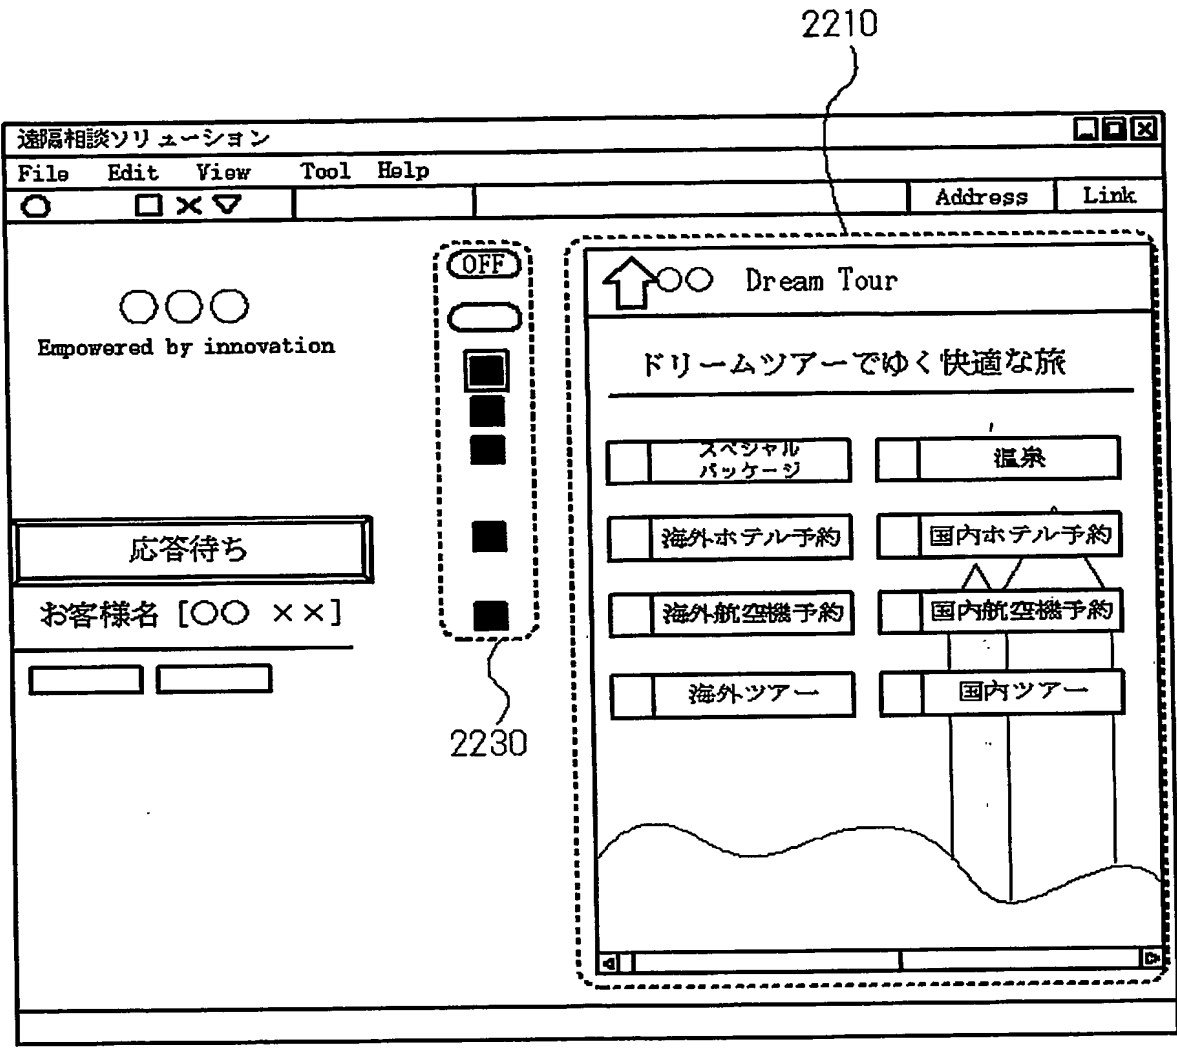 2210
遠隔相談ソリューション
File Edit View Tool Help
Address Link
OFF
○○○
Empowered by innovation
応答待ち
お客様名 [○○ ××]
2230
○○ Dream Tour
ドリームツアーでゆく快適な旅
スペシャル
パッケージ
温泉
海外ホテル予約
国内ホテル予約
海外航空機予約
国内航空機予約
海外ツアー
国内ツアー